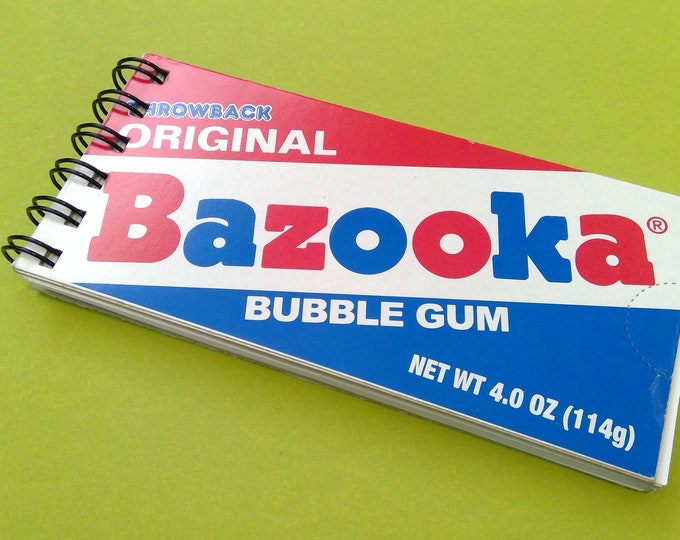 THROWBACK
ORIGINAL
Bazooka®
BUBBLE GUM
NET WT 4.0 OZ (114g)